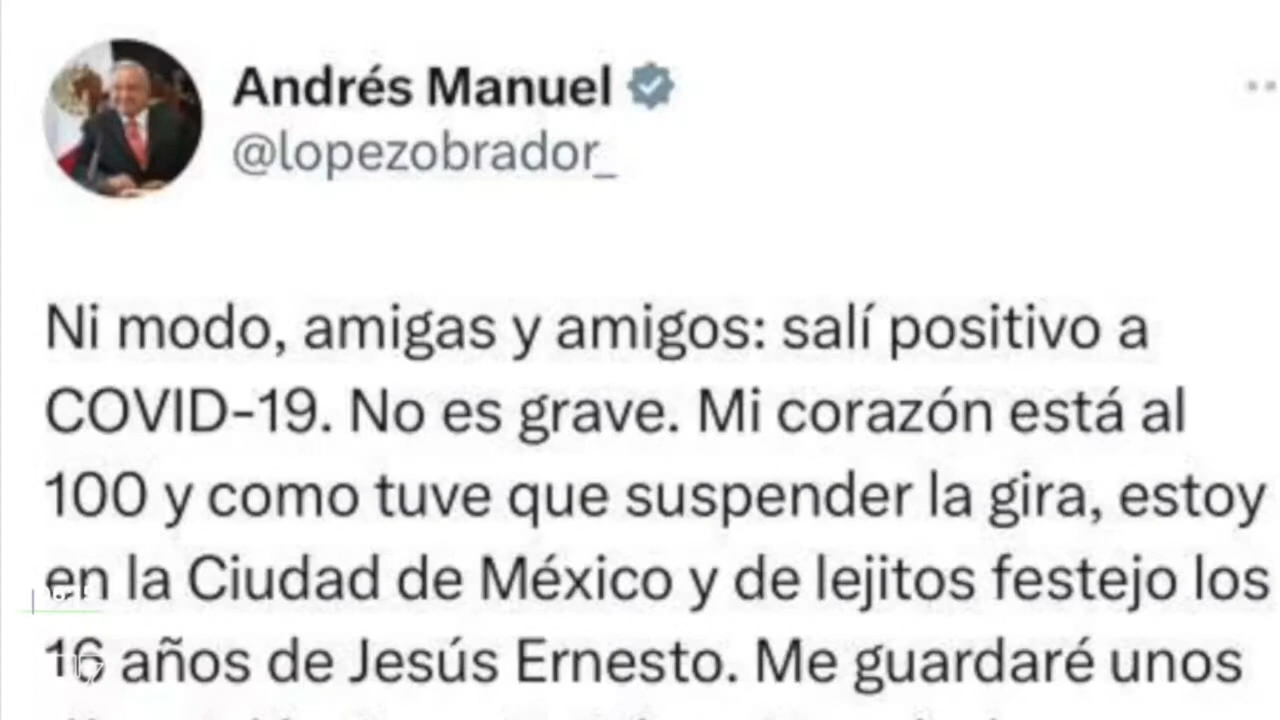 Andrés Manuel
@lopezobrador_
Ni modo, amigas y amigos: salí positivo a
COVID-19. No es grave. Mi corazón está al
100 y como tuve que suspender la gira, estoy
en la Ciudad de México y de lejitos festejo los
16 años de Jesús Ernesto. Me guardaré unos